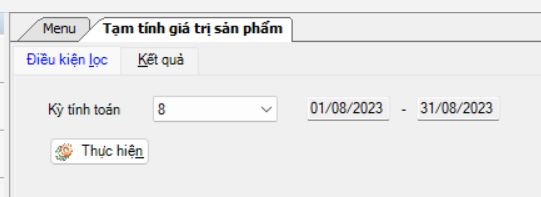 Menu Tạm tính giá trị sản phẩm
Điều kiện lọc Kết quả
Kỳ tính toán 8 01/08/2023 - 31/08/2023
Thực hiện